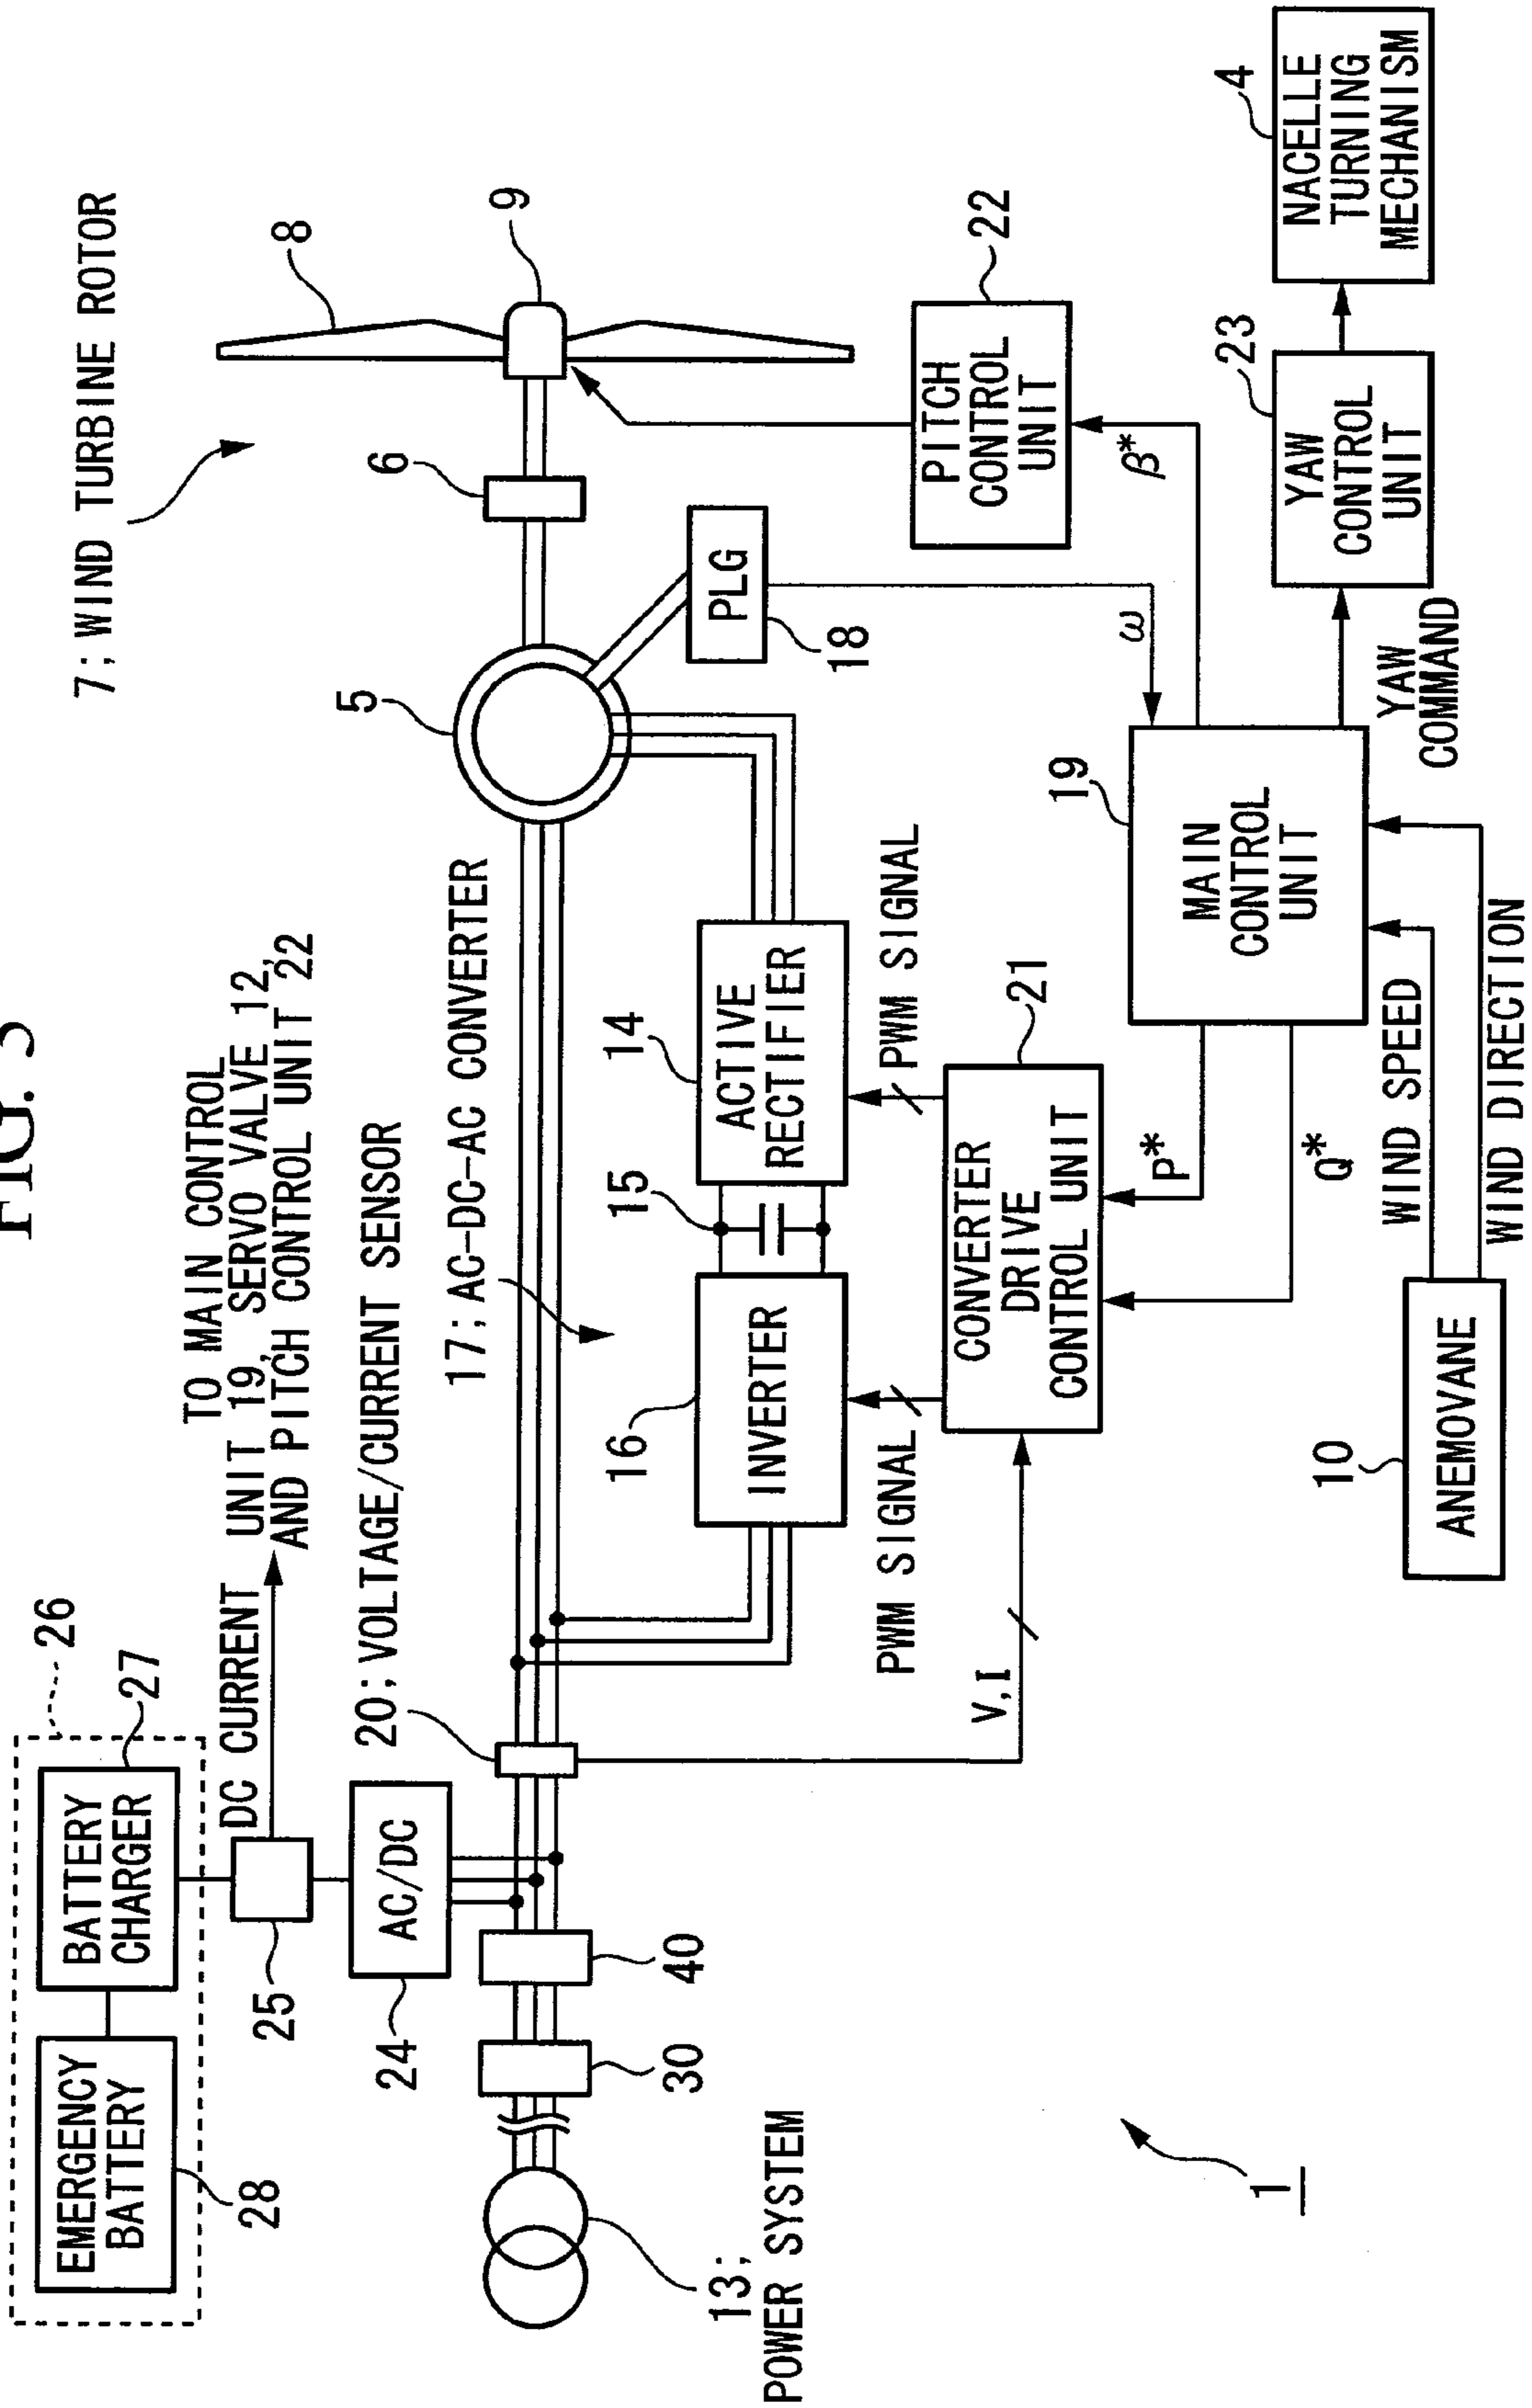 FIG. 3
26
EMERGENCY
BATTERY
28
BATTERY
CHARGER
27
25
DC CURRENT
TO MAIN CONTROL
UNIT 19, SERVO VALVE 12,
AND PITCH CONTROL UNIT 22
24
AC/DC
20; VOLTAGE/CURRENT SENSOR
17; AC-DC-AC CONVERTER
7; WIND TURBINE ROTOR
8
9
6
5
13;
POWER SYSTEM
30
40
16
INVERTER
15
14
ACTIVE
RECTIFIER
PLG
18
PWM SIGNAL
PWM SIGNAL
V, I
CONVERTER
DRIVE
CONTROL UNIT
21
P*
Q*
19
MAIN
CONTROL
UNIT
ω
β*
PITCH
CONTROL
UNIT
22
YAW
COMMAND
23
YAW
CONTROL
UNIT
4
NACELLE
TURNING
MECHANISM
10
ANEMOVANE
WIND SPEED
WIND DIRECTION
1